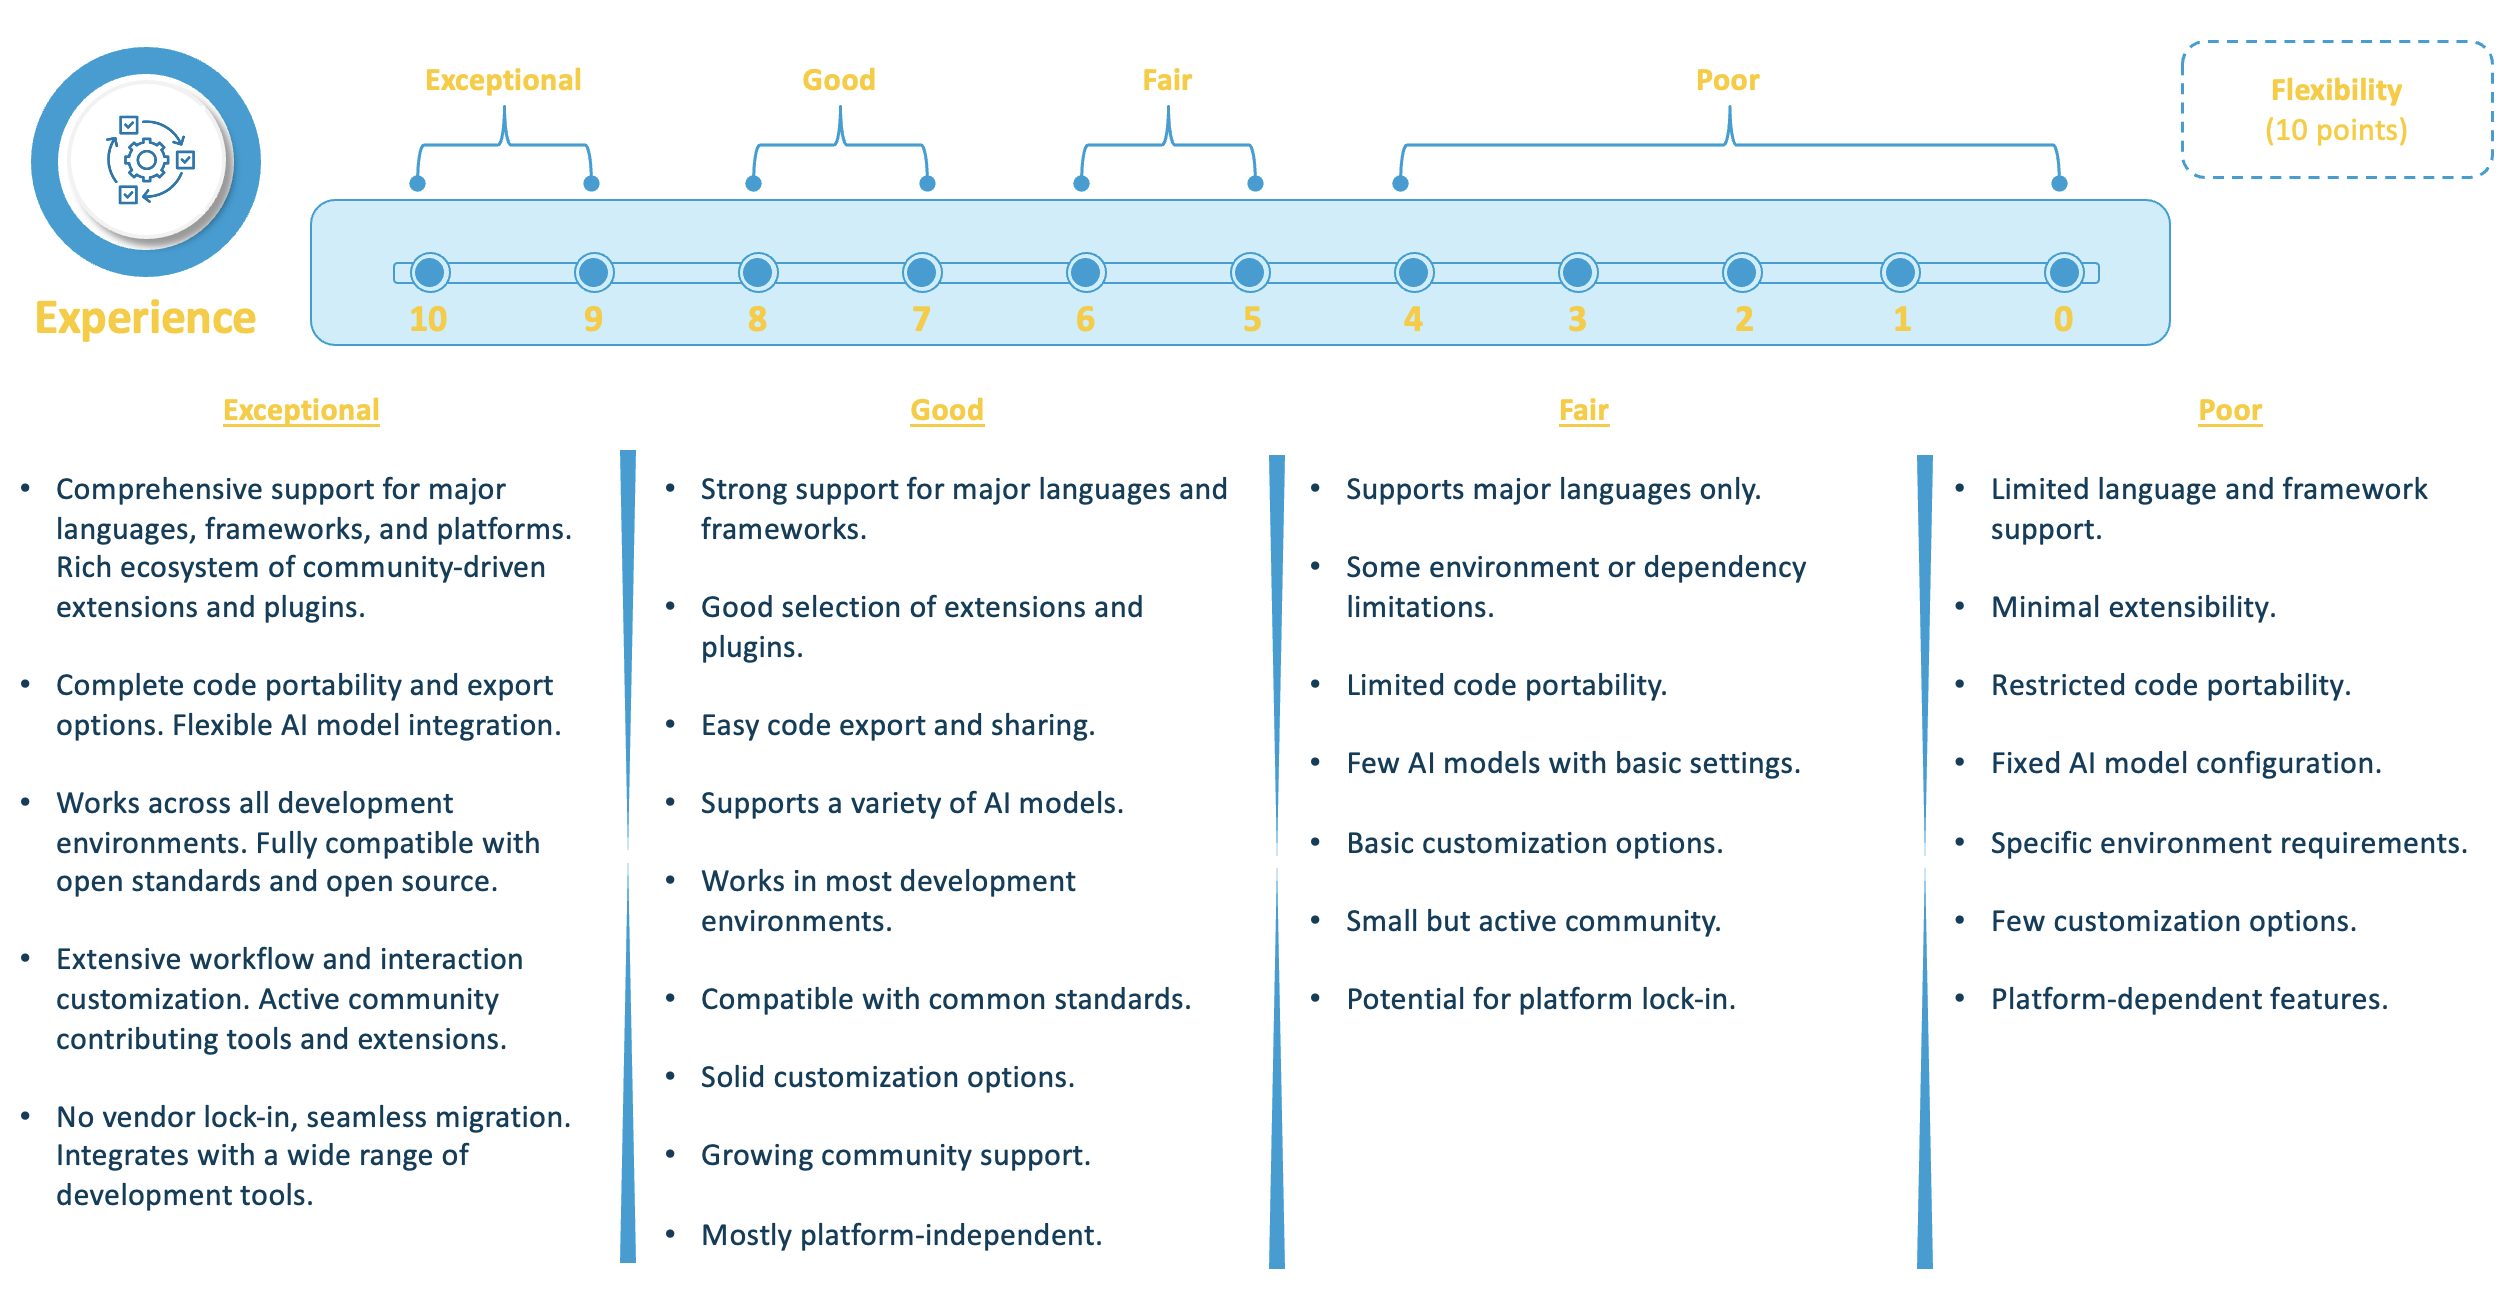 Exceptional
Good
Fair
Poor
Flexibility
(10 points)
Experience
10 9 8 7 6 5 4 3 2 1 0
Exceptional
• Comprehensive support for major
languages, frameworks, and platforms.
Rich ecosystem of community-driven
extensions and plugins.
• Complete code portability and export
options. Flexible AI model integration.
• Works across all development
environments. Fully compatible with
open standards and open source.
• Extensive workflow and interaction
customization. Active community
contributing tools and extensions.
• No vendor lock-in, seamless migration.
Integrates with a wide range of
development tools.
Good
• Strong support for major languages and
frameworks.
• Good selection of extensions and
plugins.
• Easy code export and sharing.
• Supports a variety of AI models.
• Works in most development
environments.
• Compatible with common standards.
• Solid customization options.
• Growing community support.
• Mostly platform-independent.
Fair
• Supports major languages only.
• Some environment or dependency
limitations.
• Limited code portability.
• Few AI models with basic settings.
• Basic customization options.
• Small but active community.
• Potential for platform lock-in.
Poor
• Limited language and framework
support.
• Minimal extensibility.
• Restricted code portability.
• Fixed AI model configuration.
• Specific environment requirements.
• Few customization options.
• Platform-dependent features.